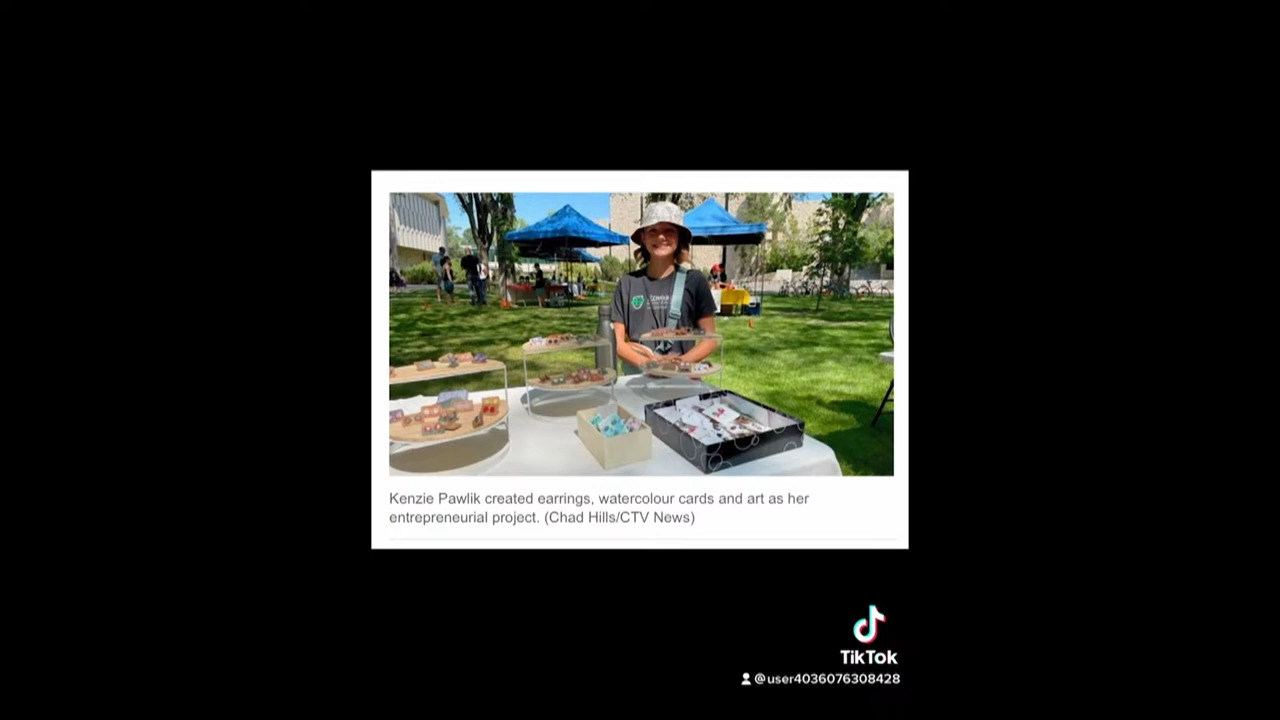 Kenzie Pawlik created earrings, watercolour cards and art as her
entrepreneurial project. (Chad Hills/CTV News)
TikTok
@user4036076308428